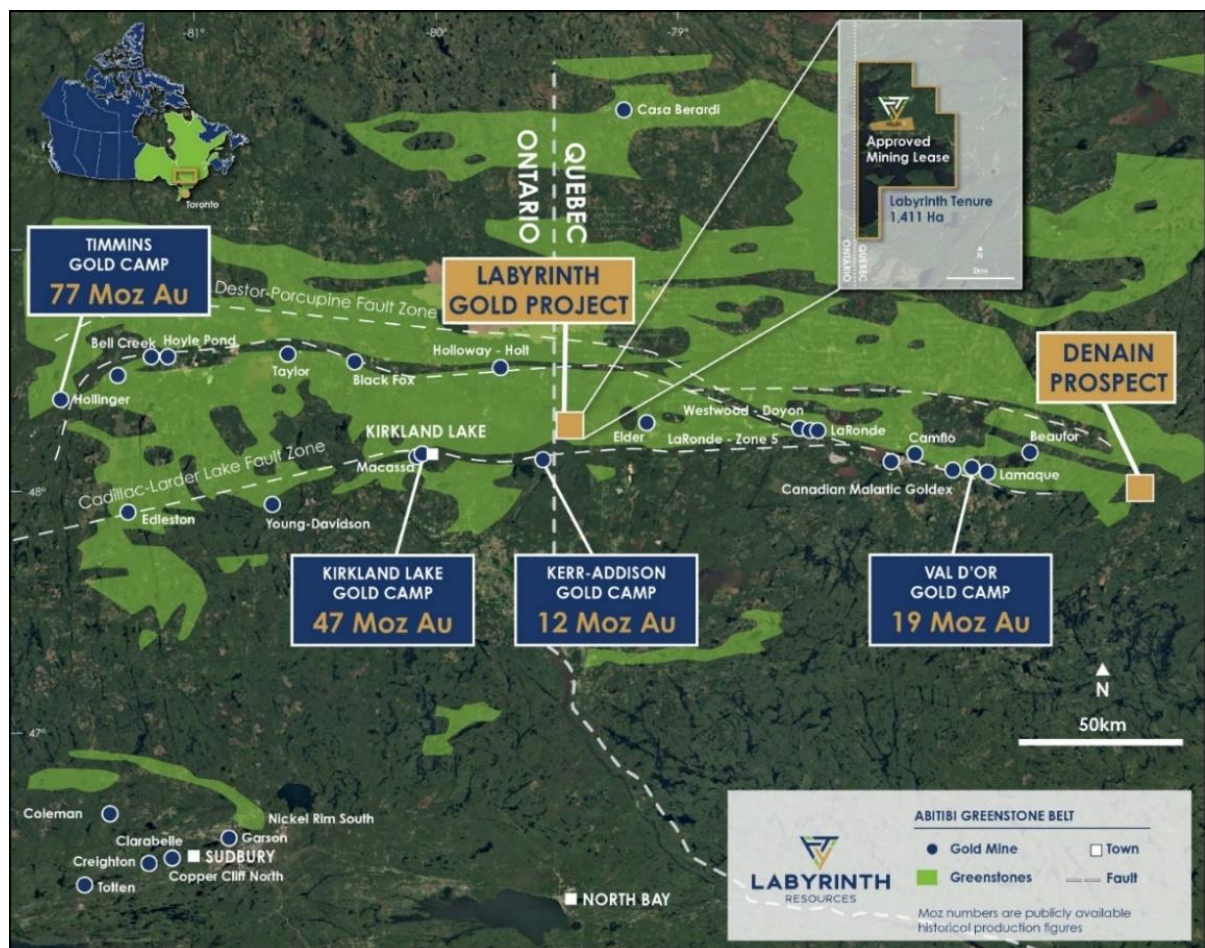 -81°
-80°
-79°
Casa Berardi
ONTARIO
QUEBEC
Toronto
Approved
Mining Lease
Labyrinth Tenure
1,411 Ha
ONTARIO
QUEBEC
N
2km
TIMMINS
GOLD CAMP
77 Moz Au
Destor-Porcupine Fault Zone
LABYRINTH
GOLD PROJECT
DENAIN
PROSPECT
Bell Creek
Hoyle Pond
Taylor
Black Fox
Holloway - Holt
Hollinger
KIRKLAND LAKE
Macassa
Elder
Westwood - Doyon
LaRonde
LaRonde - Zone 5
Camflo
Beaufor
Lamaque
Canadian Malartic
Goldex
Cadillac-Larder Lake Fault Zone
48°
Edleston
Young-Davidson
KIRKLAND LAKE
GOLD CAMP
47 Moz Au
KERR-ADDISON
GOLD CAMP
12 Moz Au
VAL D'OR
GOLD CAMP
19 Moz Au
N
50km
47°
Coleman
Nickel Rim South
Clarabelle
Garson
Creighton
SUDBURY
Copper Cliff North
Totten
NORTH BAY
LABYRINTH
RESOURCES
ABITIBI GREENSTONE BELT
Gold Mine
Town
Greenstones
Fault
Moz numbers are publicly available
historical production figures